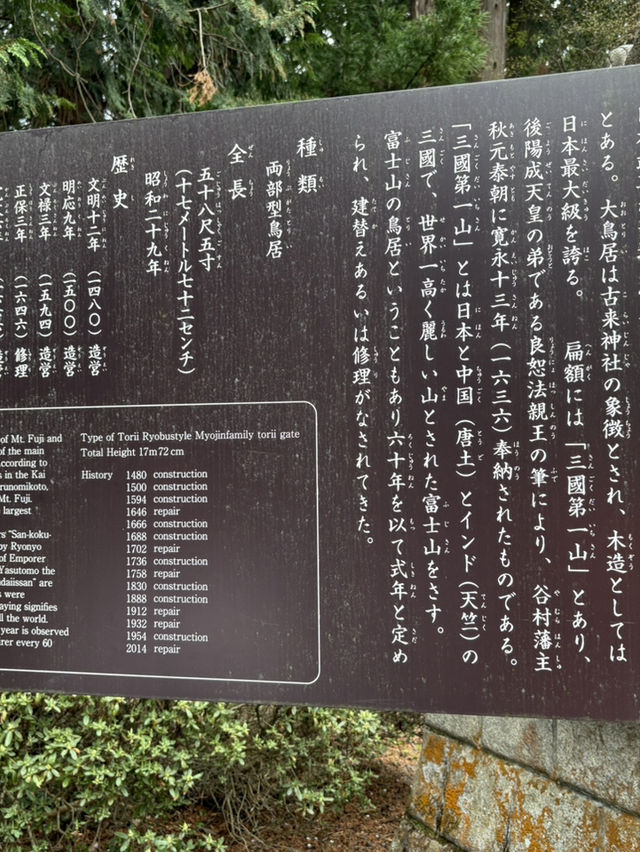 とある。大鳥居は古来神社の象徴とされ、木造としては
日本最大級を誇る。　扁額には「三國第一山」とあり、
後陽成天皇の弟である良恕法親王の筆により、谷村藩主
秋元泰朝に寛永十三年（一六三六）奉納されたものである。
「三國第一山」とは日本と中国（唐土）とインド（天竺）の
三國で、世界一高く麗しい山とされた富士山をさす。
富士山の鳥居ということもあり六十年を以て式年と定め
られ、建替えあるいは修理がなされてきた。
種類
両部型鳥居
全長
五十八尺五寸
（十七メートル七十二センチ）
昭和二十九年
歴史
文明十二年（一四八〇）造営
明応九年（一五〇〇）造営
文禄三年（一五九四）造営
正保三年（一六四六）修理
of Mt. Fuji and
of the main
according to
s in the Kai
Mt. Fuji.
largest
"San-koku-
by Ryonyo
of Emporer
Yasutomo the
daiissan" are
were
aying signifies
ll the world.
year is observed
every 60
Type of Torii Ryobustyle Myojinfamily torii gate
Total Height 17m72cm
History 1480 construction
1500 construction
1594 construction
1646 repair
1666 construction
1688 construction
1702 repair
1736 construction
1758 repair
1830 construction
1888 construction
1912 repair
1932 repair
1954 construction
2014 repair